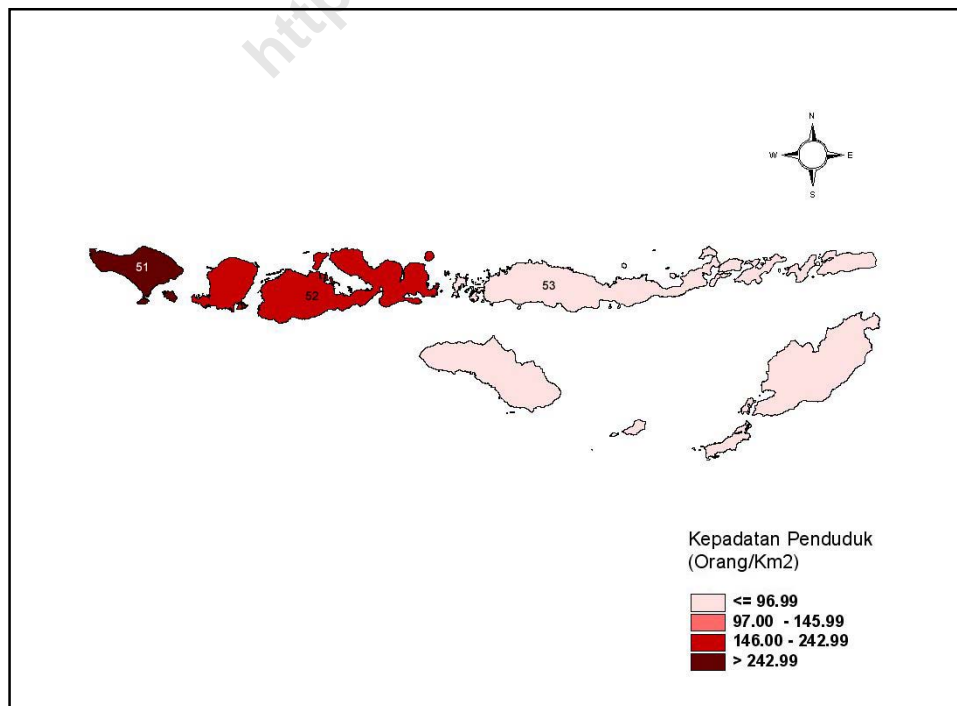 http
N
W E
S
51
52
53
Kepadatan Penduduk
(Orang/Km2)
<= 96.99
97.00 - 145.99
146.00 - 242.99
> 242.99